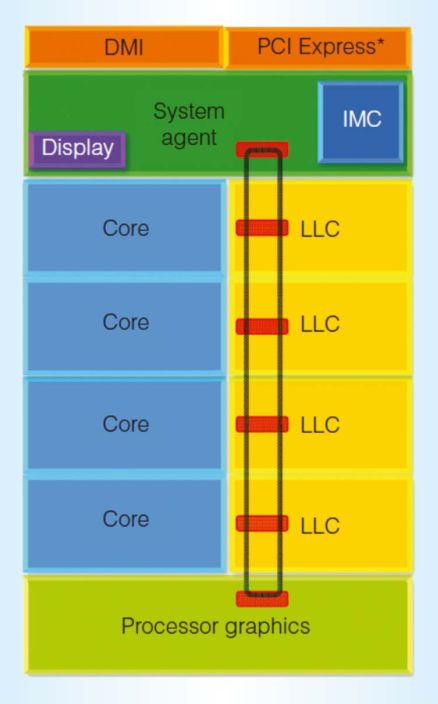 DMI
PCI Express*
System
agent
IMC
Display
Core
LLC
Core
LLC
Core
LLC
Core
LLC
Processor graphics